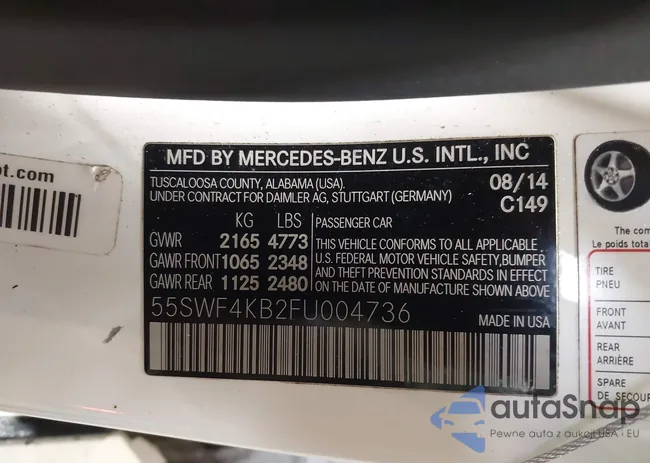 ot.com
MFD BY MERCEDES-BENZ U.S. INTL., INC
TUSCALOOSA COUNTY, ALABAMA (USA). 08/14
UNDER CONTRACT FOR DAIMLER AG, STUTTGART (GERMANY) C149
KG LBS PASSENGER CAR
GVWR 2165 4773
GAWR FRONT 1065 2348
GAWR REAR 1125 2480
THIS VEHICLE CONFORMS TO ALL APPLICABLE
U.S. FEDERAL MOTOR VEHICLE SAFETY,BUMPER
AND THEFT PREVENTION STANDARDS IN EFFECT
ON THE DATE OF MANUFACTURE SHOWN ABOVE
55SWF4KB2FU004736
MADE IN USA
The com
Le poids tota
TIRE
PNEU
FRONT
AVANT
REAR
ARRIÈRE
SPARE
DE SECOUR
autaSnap
Pewne auta z aukcji USA i EU